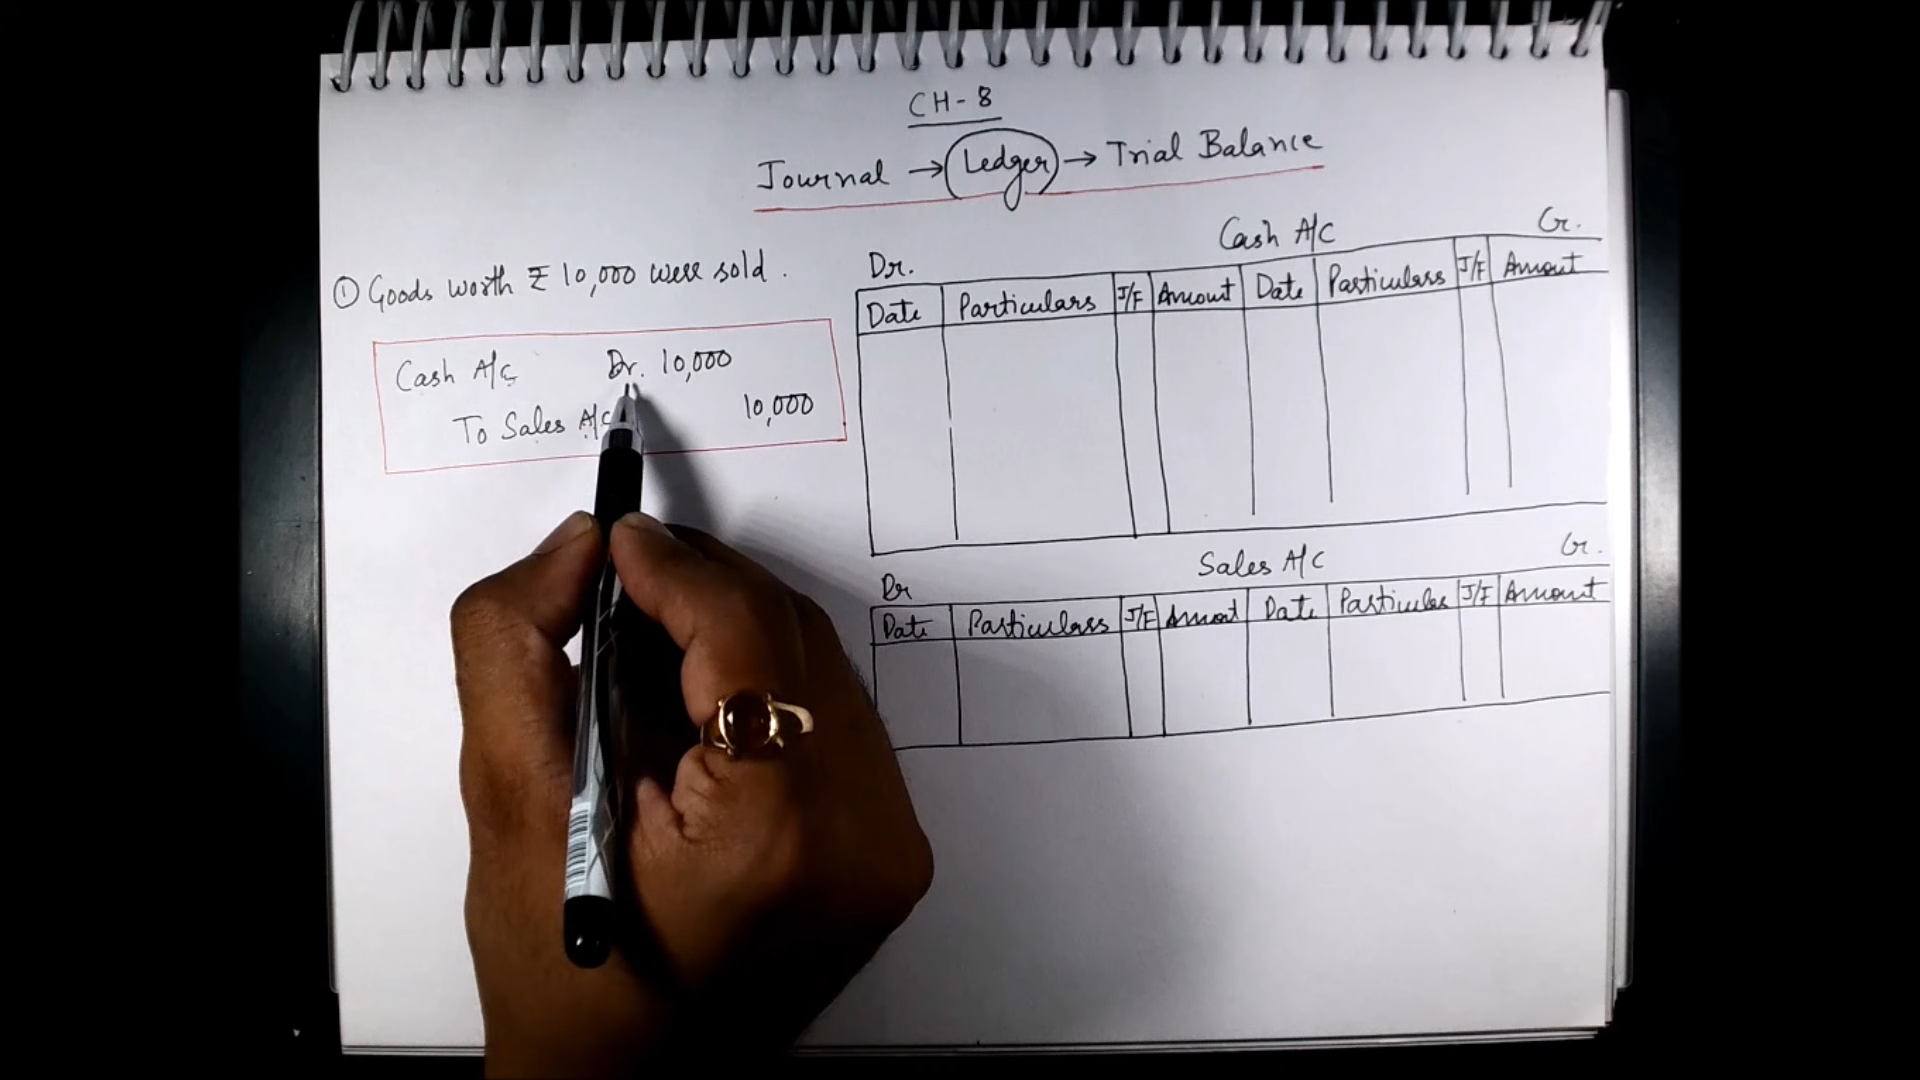 CH-8
Journal → Ledger → Trial Balance
① Goods worth ₹ 10,000 were sold.
Cash A/c Dr. 10,000
To Sales A/c 10,000
Cash A/C
Dr. Cr.
Date Particulars J/F Amount Date Particulars J/F Amount
Sales A/C
Dr Cr.
Date Particulars J/F Amount Date Particulars J/F Amount